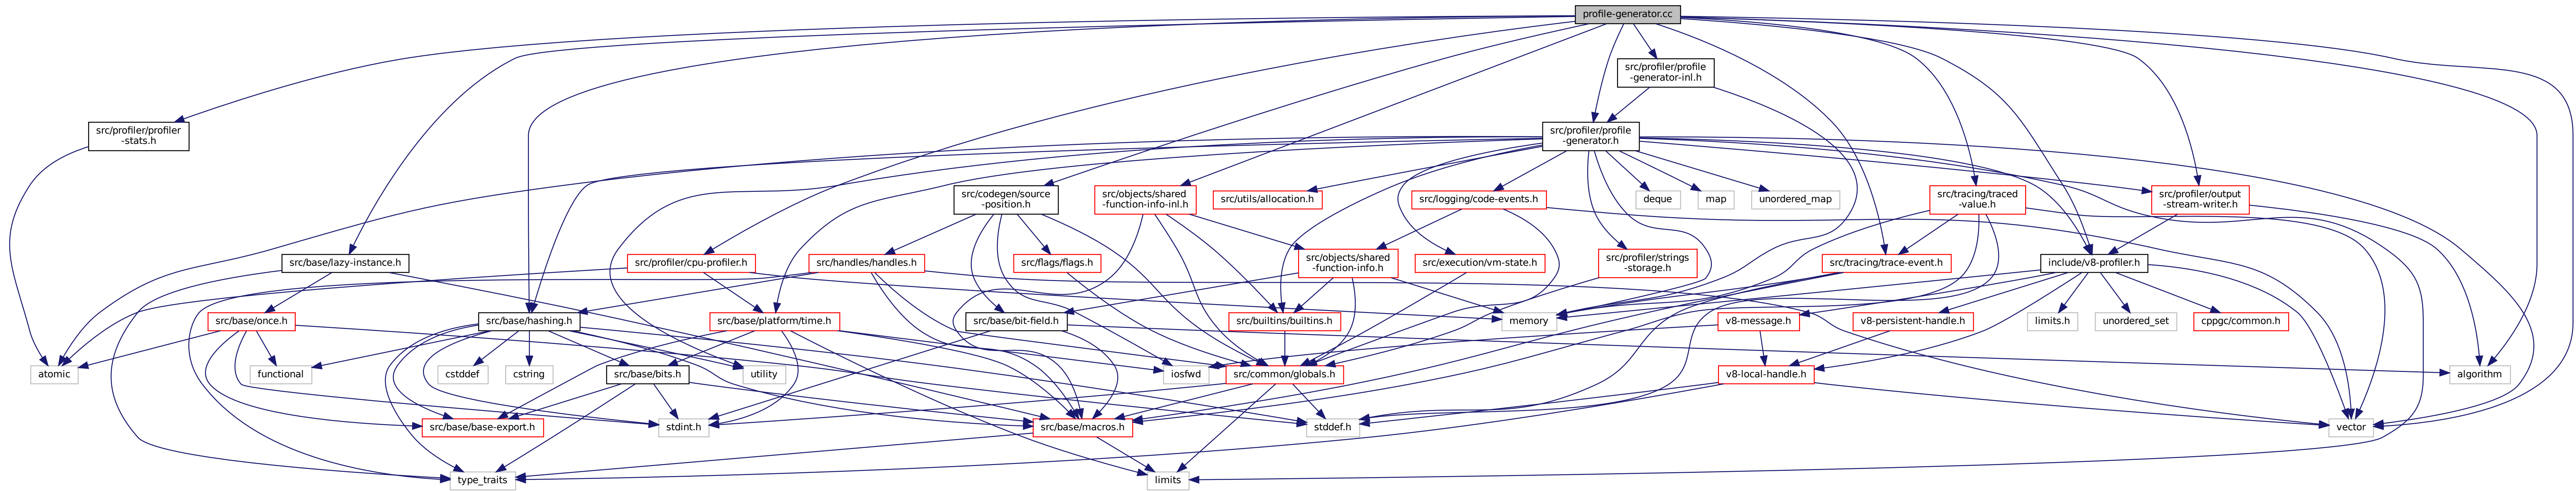 profile-generator.cc
src/profiler/profile
-generator-inl.h
src/profiler/profiler
-stats.h
src/profiler/profile
-generator.h
src/codegen/source
-position.h
src/objects/shared
-function-info-inl.h
src/utils/allocation.h
src/logging/code-events.h
deque
map
unordered_map
src/tracing/traced
-value.h
src/profiler/output
-stream-writer.h
src/base/lazy-instance.h
src/profiler/cpu-profiler.h
src/handles/handles.h
src/flags/flags.h
src/objects/shared
-function-info.h
src/execution/vm-state.h
src/profiler/strings
-storage.h
src/tracing/trace-event.h
include/v8-profiler.h
src/base/once.h
src/base/hashing.h
src/base/platform/time.h
src/base/bit-field.h
src/builtins/builtins.h
memory
v8-message.h
v8-persistent-handle.h
limits.h
unordered_set
cppgc/common.h
atomic
functional
cstddef
cstring
src/base/bits.h
utility
iosfwd
src/common/globals.h
v8-local-handle.h
algorithm
src/base/base-export.h
stdint.h
src/base/macros.h
stddef.h
vector
type_traits
limits